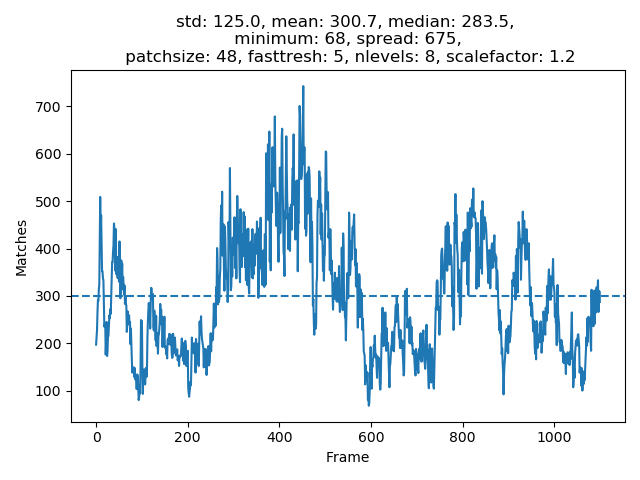 std: 125.0, mean: 300.7, median: 283.5,
minimum: 68, spread: 675,
patchsize: 48, fasttresh: 5, nlevels: 8, scalefactor: 1.2
700
600
500
400
300
200
100
Matches
0
200
400
600
800
1000
Frame